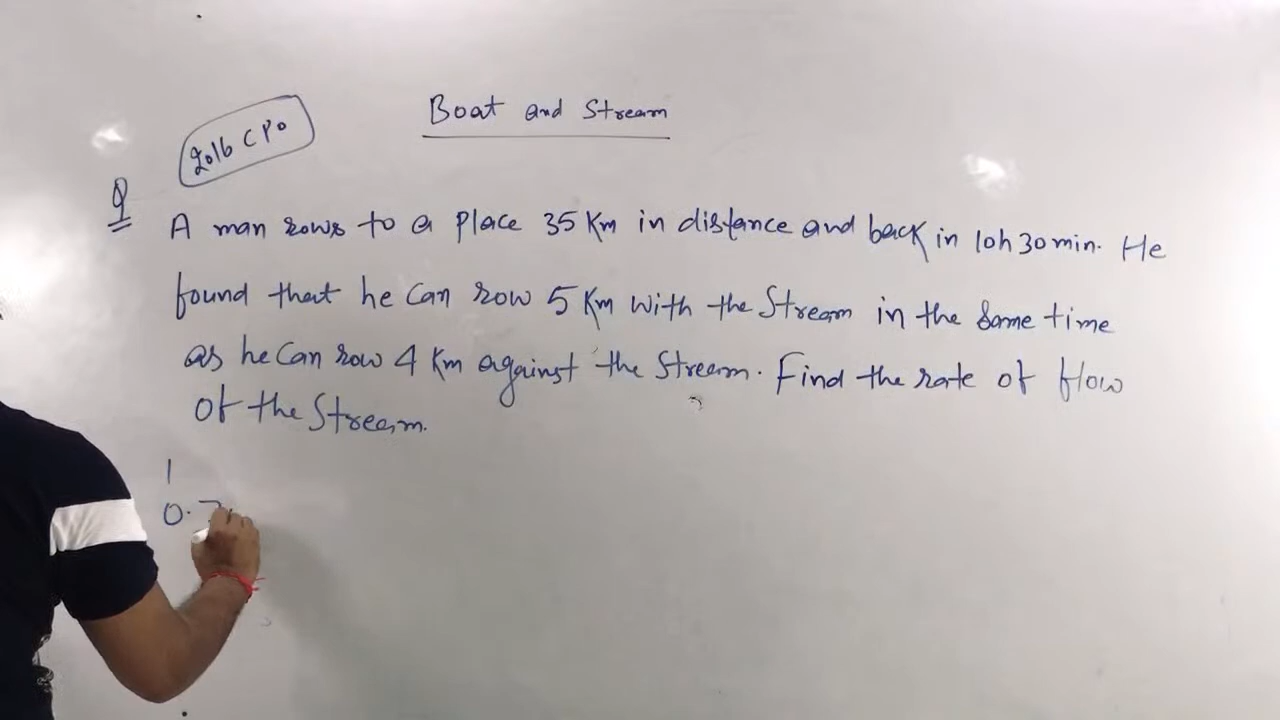 Boat and Stream
2016 CPO
Q
A man rows to a place 35 Km in distance and back in 10h 30min. He
found that he can row 5 Km with the Stream in the same time
as he can row 4 Km against the Stream. Find the rate of flow
of the Stream.
1
0.7